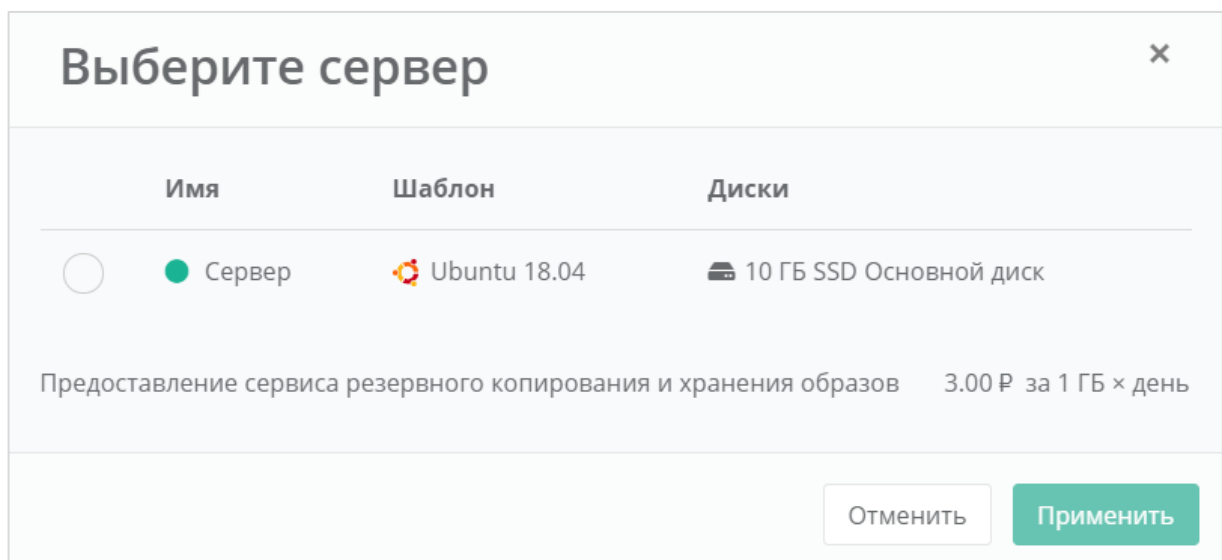 Выберите сервер
Имя Шаблон Диски
Сервер Ubuntu 18.04 10 ГБ SSD Основной диск
Предоставление сервиса резервного копирования и хранения образов 3.00 ₽ за 1 ГБ × день
Отменить Применить